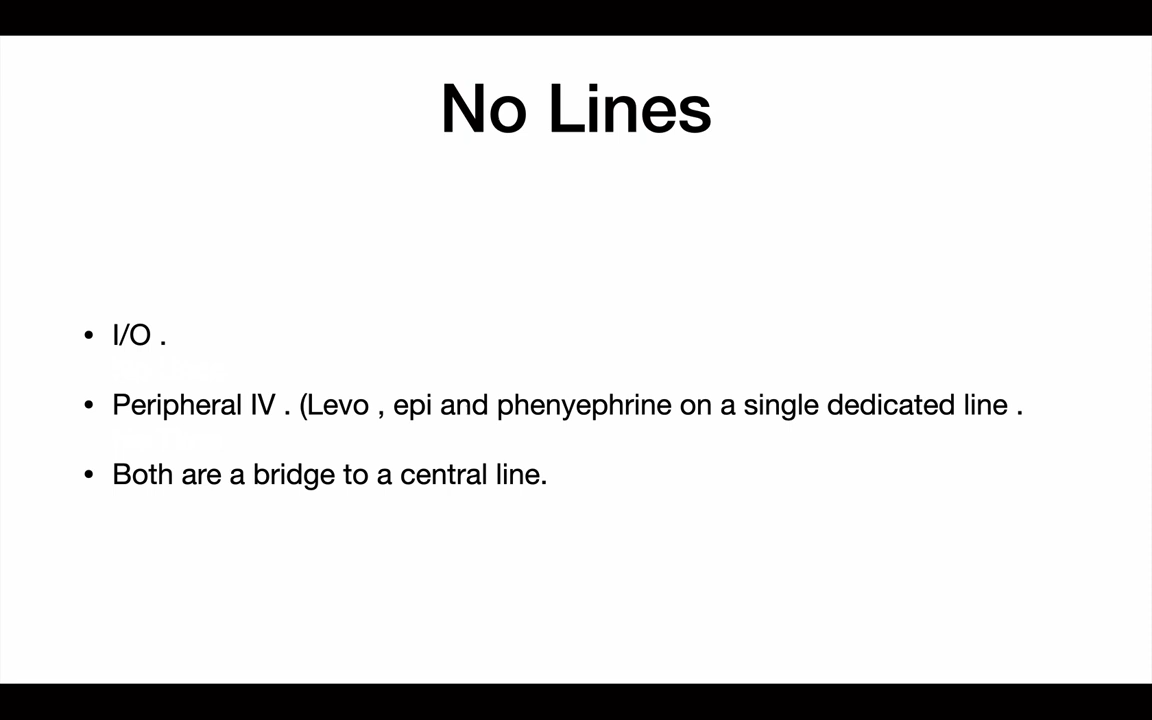 No Lines
• I/O .
• Peripheral IV . (Levo , epi and phenyephrine on a single dedicated line .
• Both are a bridge to a central line.